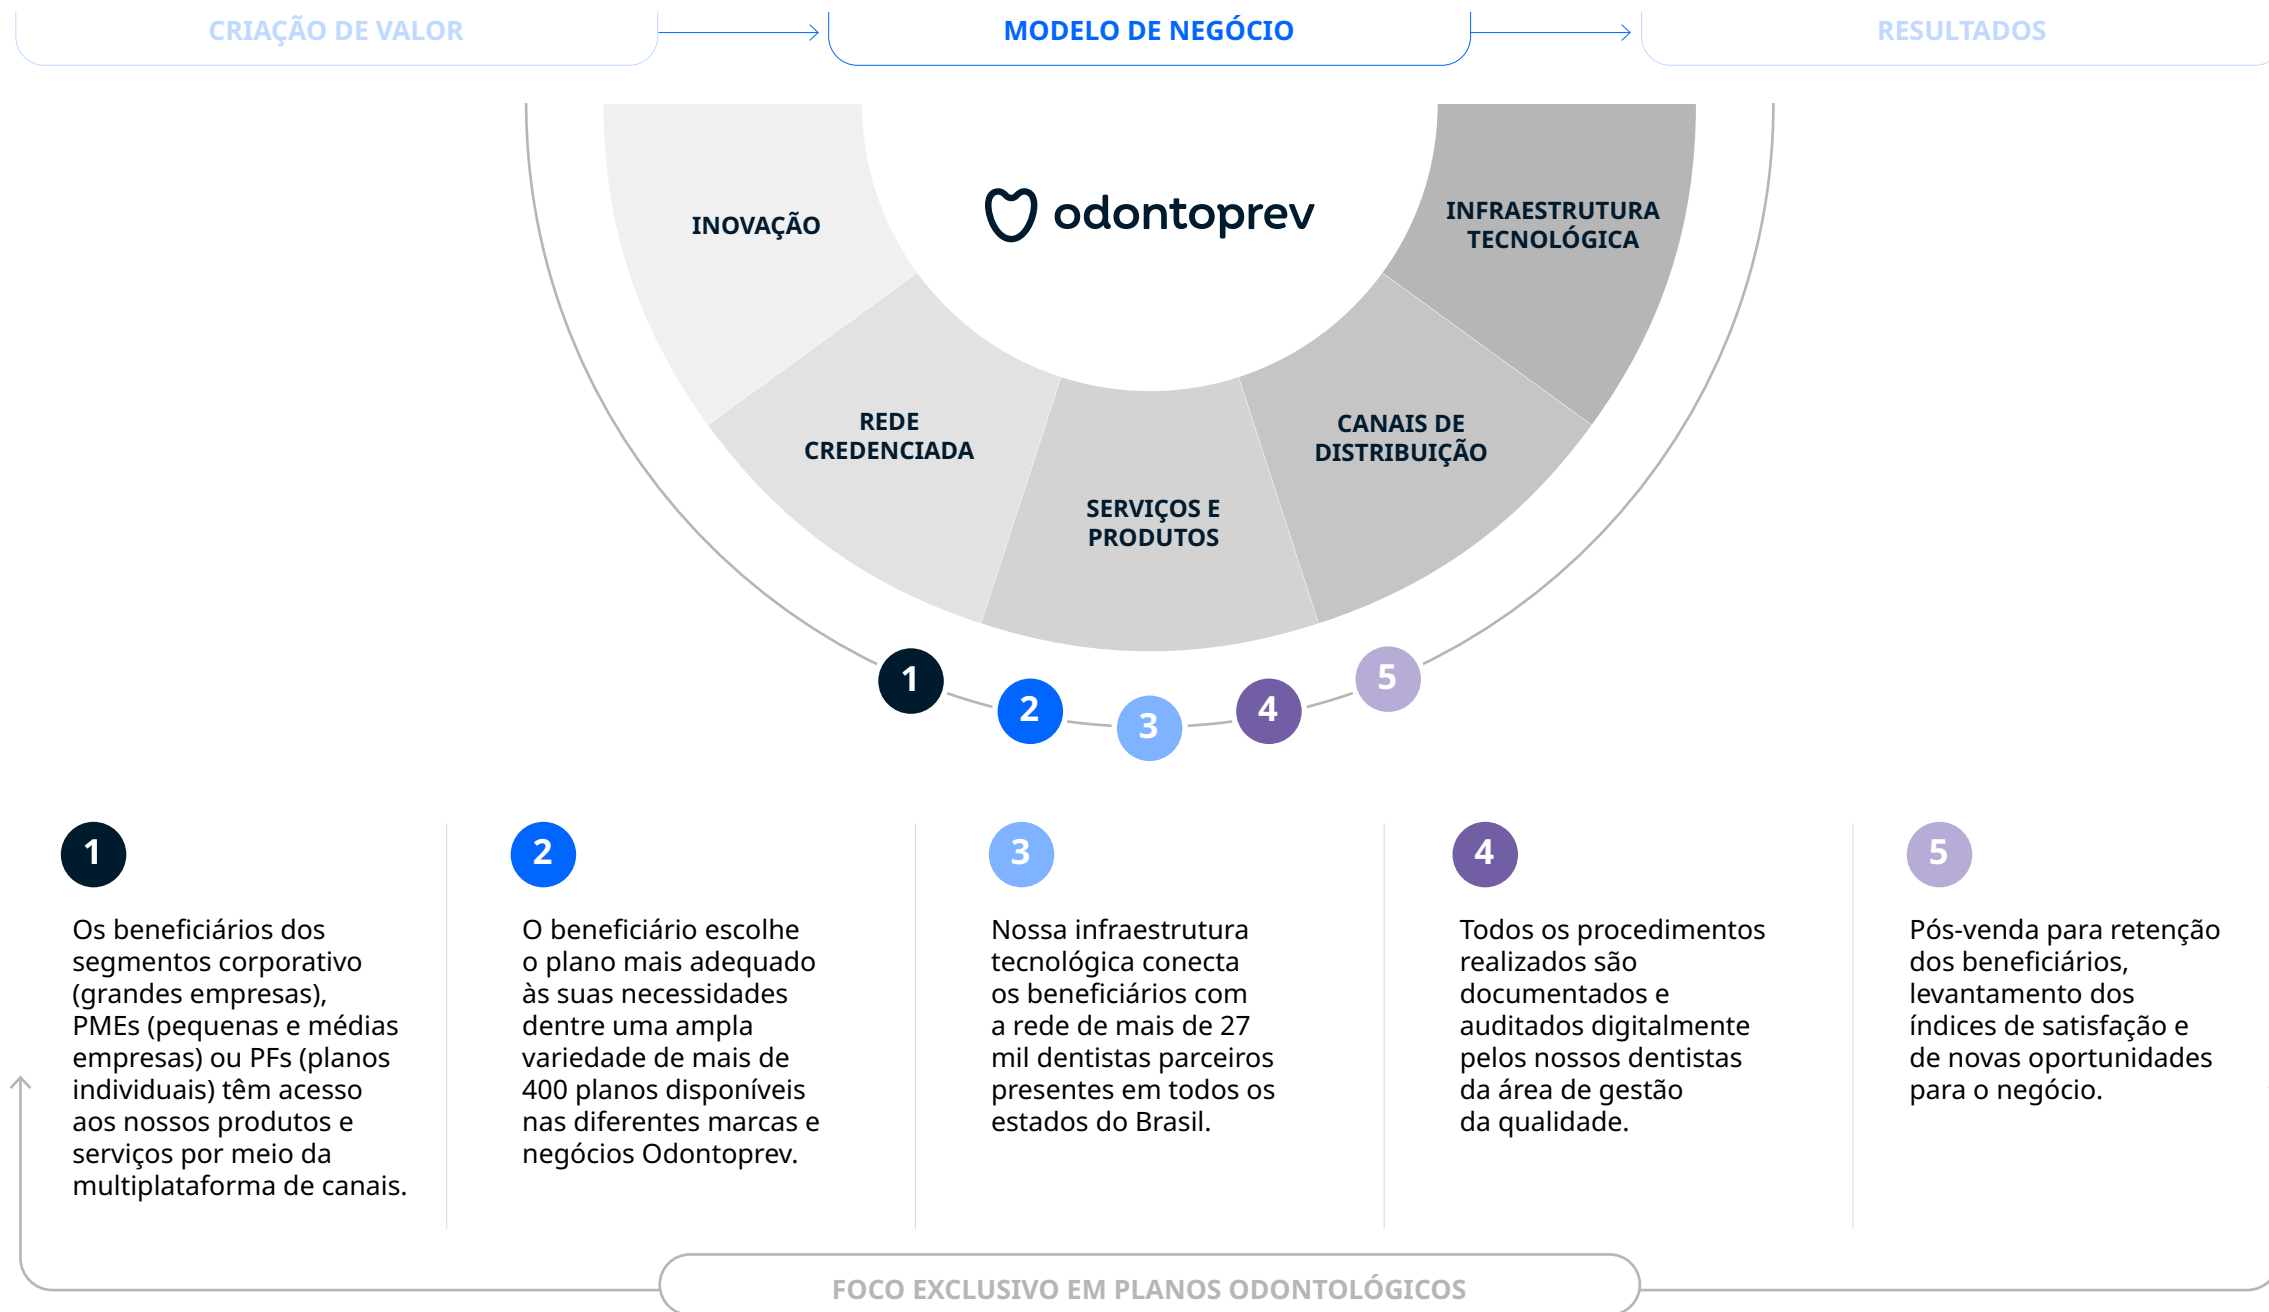 CRIAÇÃO DE VALOR
MODELO DE NEGÓCIO
RESULTADOS
INOVAÇÃO
odontoprev
INFRAESTRUTURA
TECNOLÓGICA
REDE
CREDENCIADA
CANAIS DE
DISTRIBUIÇÃO
SERVIÇOS E
PRODUTOS
1
2
3
4
5
1
Os beneficiários dos
segmentos corporativo
(grandes empresas),
PMEs (pequenas e médias
empresas) ou PFs (planos
individuais) têm acesso
aos nossos produtos e
serviços por meio da
multiplataforma de canais.
2
O beneficiário escolhe
o plano mais adequado
às suas necessidades
dentre uma ampla
variedade de mais de
400 planos disponíveis
nas diferentes marcas e
negócios Odontoprev.
3
Nossa infraestrutura
tecnológica conecta
os beneficiários com
a rede de mais de 27
mil dentistas parceiros
presentes em todos os
estados do Brasil.
4
Todos os procedimentos
realizados são
documentados e
auditados digitalmente
pelos nossos dentistas
da área de gestão
da qualidade.
5
Pós-venda para retenção
dos beneficiários,
levantamento dos
índices de satisfação e
de novas oportunidades
para o negócio.
FOCO EXCLUSIVO EM PLANOS ODONTOLÓGICOS